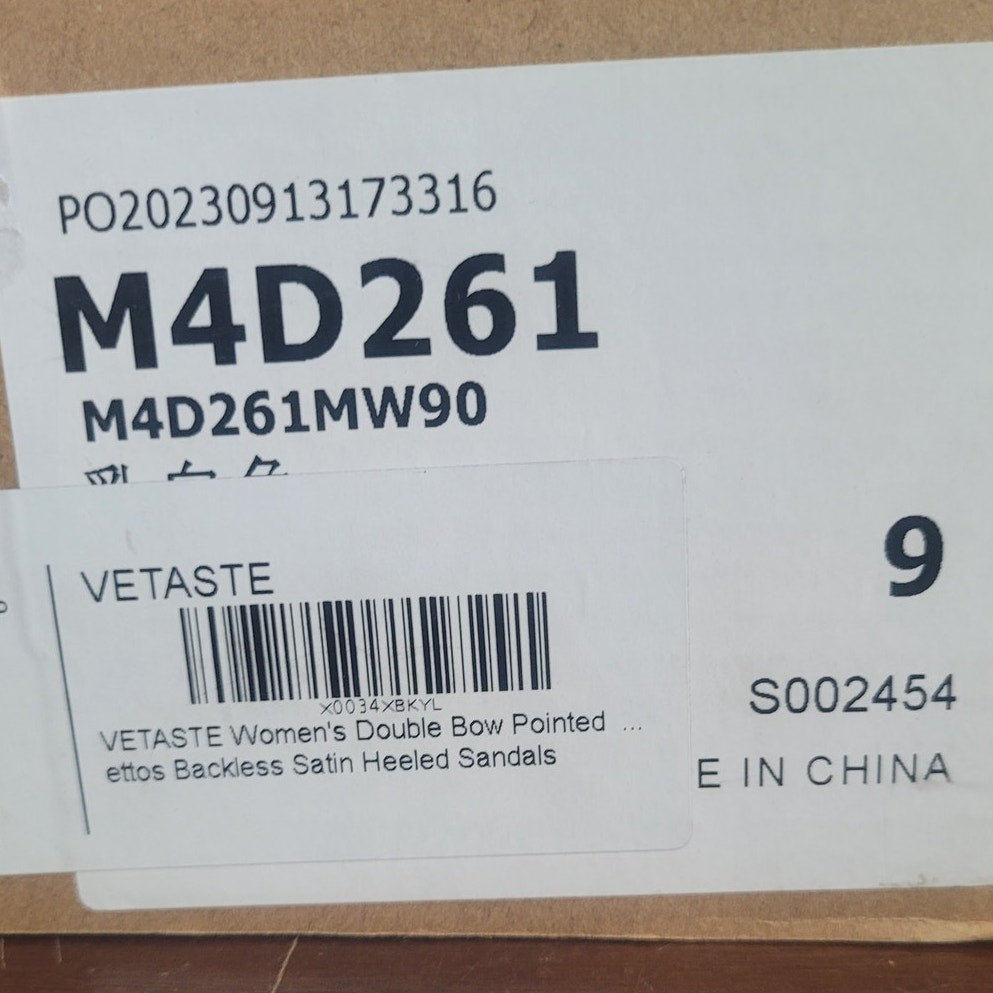 PO20230913173316
M4D261
M4D261MW90
9
VETASTE
X0034XBKYL
VETASTE Women's Double Bow Pointed ...
ettos Backless Satin Heeled Sandals
S002454
E IN CHINA